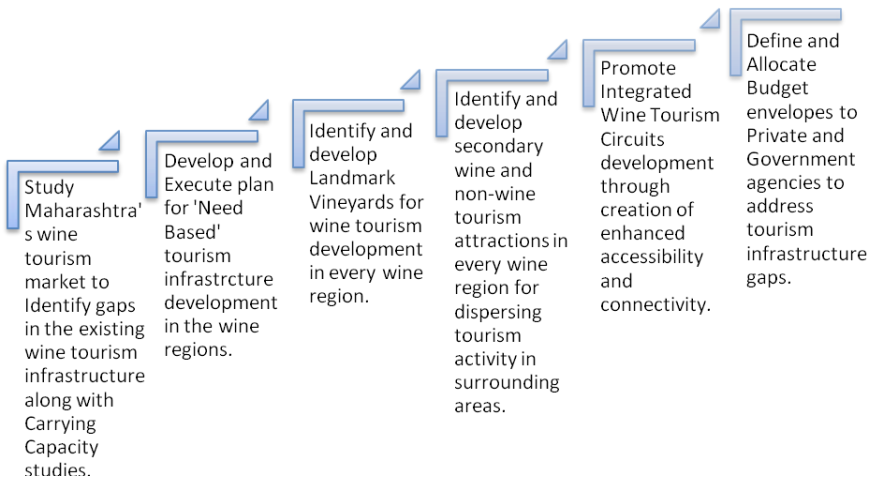 Study
Maharashtra'
s wine
tourism
market to
Identify gaps
in the existing
wine tourism
infrastructure
along with
Carrying
Capacity
studies.
Develop and
Execute plan
for 'Need
Based'
tourism
infrastrcture
development
in the wine
regions.
Identify and
develop
Landmark
Vineyards for
wine tourism
development
in every wine
region.
Identify and
develop
secondary
wine and
non-wine
tourism
attractions in
every wine
region for
dispersing
tourism
activity in
surrounding
areas.
Promote
Integrated
Wine Tourism
Circuits
development
through
creation of
enhanced
accessibility
and
connectivity.
Define and
Allocate
Budget
envelopes to
Private and
Government
agencies to
address
tourism
infrastructure
gaps.